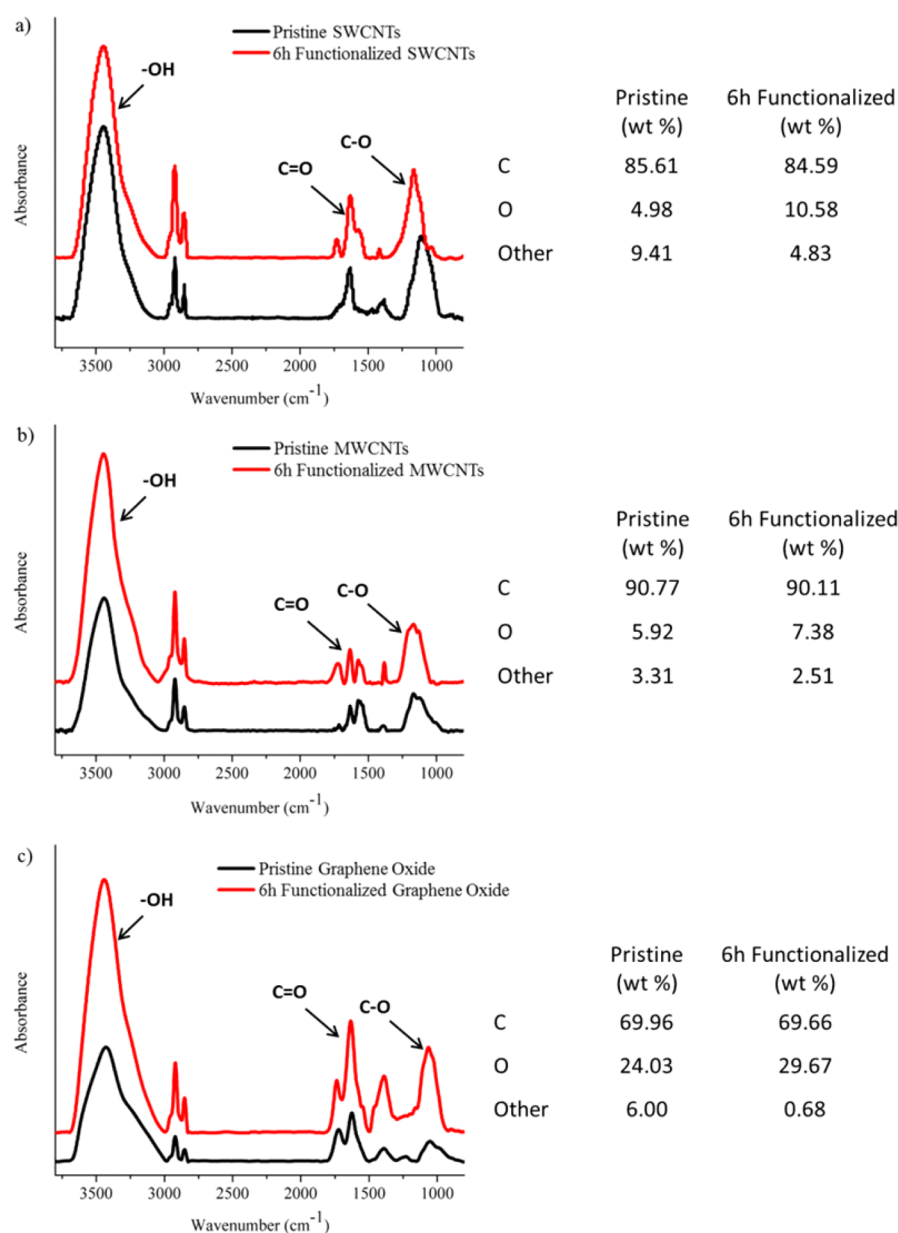 a)
Pristine SWCNTs
6h Functionalized SWCNTs
-OH
C=O
C-O
Absorbance
3500 3000 2500 2000 1500 1000
Wavenumber (cm-1)
Pristine 6h Functionalized
(wt %) (wt %)
C 85.61 84.59
O 4.98 10.58
Other 9.41 4.83
b)
Pristine MWCNTs
6h Functionalized MWCNTs
-OH
C=O
C-O
Absorbance
3500 3000 2500 2000 1500 1000
Wavenumber (cm-1)
Pristine 6h Functionalized
(wt %) (wt %)
C 90.77 90.11
O 5.92 7.38
Other 3.31 2.51
c)
Pristine Graphene Oxide
6h Functionalized Graphene Oxide
-OH
C=O
C-O
Absorbance
3500 3000 2500 2000 1500 1000
Wavenumber (cm-1)
Pristine 6h Functionalized
(wt %) (wt %)
C 69.96 69.66
O 24.03 29.67
Other 6.00 0.68